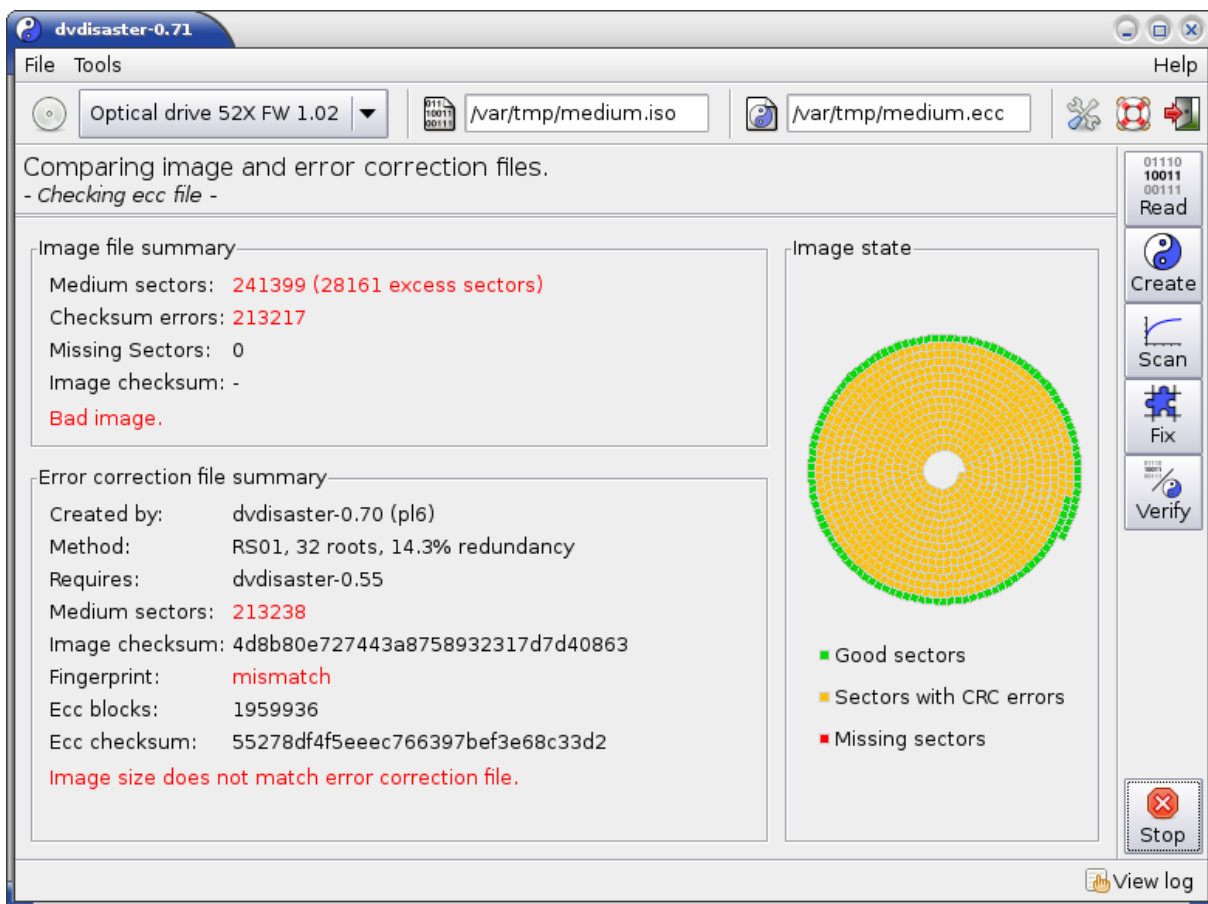 dvdisaster-0.71
File Tools Help
Optical drive 52X FW 1.02 /var/tmp/medium.iso /var/tmp/medium.ecc
Comparing image and error correction files.
- Checking ecc file -
01110
10011
00111
Read
Create
Scan
Fix
Verify
Image file summary
Medium sectors: 241399 (28161 excess sectors)
Checksum errors: 213217
Missing Sectors: 0
Image checksum: -
Bad image.
Error correction file summary
Created by: dvdisaster-0.70 (pl6)
Method: RS01, 32 roots, 14.3% redundancy
Requires: dvdisaster-0.55
Medium sectors: 213238
Image checksum: 4d8b80e727443a8758932317d7d40863
Fingerprint: mismatch
Ecc blocks: 1959936
Ecc checksum: 55278df4f5eeec766397bef3e68c33d2
Image size does not match error correction file.
Image state
Good sectors
Sectors with CRC errors
Missing sectors
Stop
View log